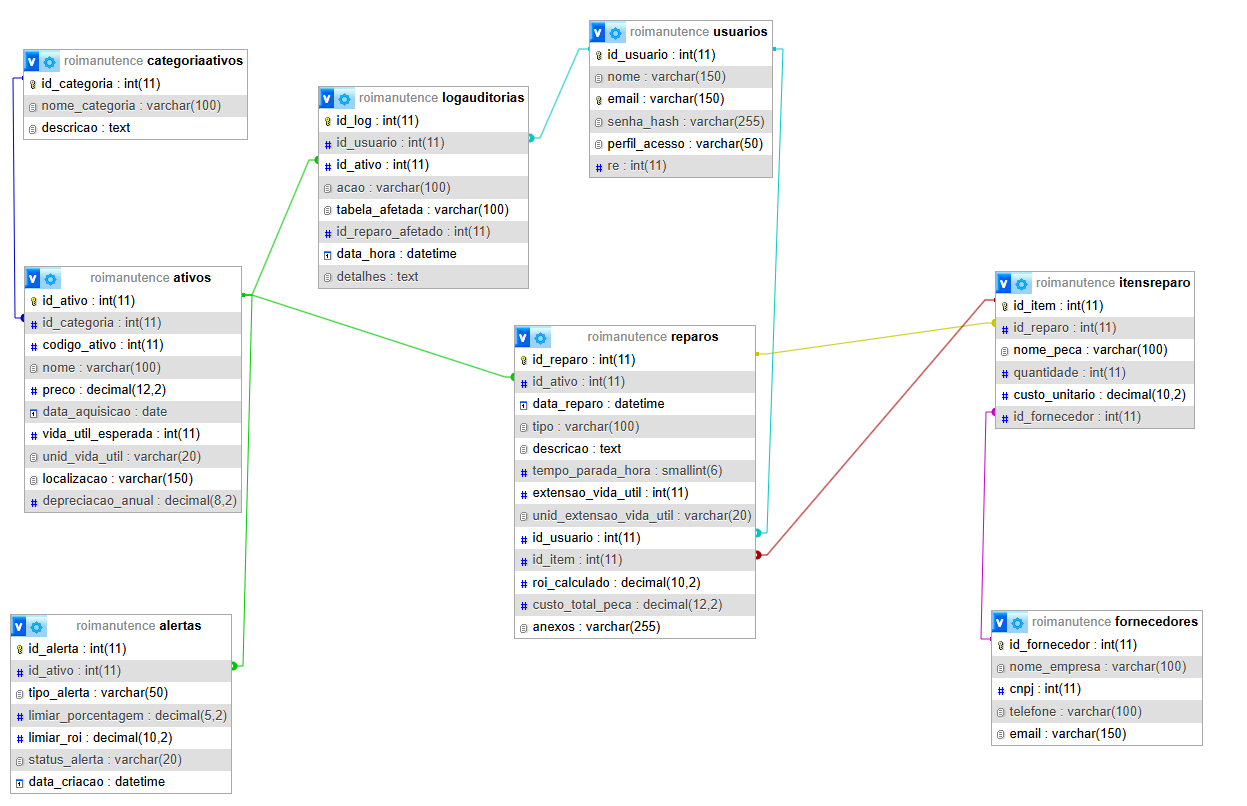 roimanutence categoriaativos
id_categoria : int(11)
nome_categoria : varchar(100)
descricao : text
roimanutence logauditorias
id_log : int(11)
id_usuario : int(11)
id_ativo : int(11)
acao : varchar(100)
tabela_afetada : varchar(100)
id_reparo_afetado : int(11)
data_hora : datetime
detalhes : text
roimanutence usuarios
id_usuario : int(11)
nome : varchar(150)
email : varchar(150)
senha_hash : varchar(255)
perfil_acesso : varchar(50)
re : int(11)
roimanutence ativos
id_ativo : int(11)
id_categoria : int(11)
codigo_ativo : int(11)
nome : varchar(100)
preco : decimal(12,2)
data_aquisicao : date
vida_util_esperada : int(11)
unid_vida_util : varchar(20)
localizacao : varchar(150)
depreciacao_anual : decimal(8,2)
roimanutence reparos
id_reparo : int(11)
id_ativo : int(11)
data_reparo : datetime
tipo : varchar(100)
descricao : text
tempo_parada_hora : smallint(6)
extensao_vida_util : int(11)
unid_extensao_vida_util : varchar(20)
id_usuario : int(11)
id_item : int(11)
roi_calculado : decimal(10,2)
custo_total_peca : decimal(12,2)
anexos : varchar(255)
roimanutence itensreparo
id_item : int(11)
id_reparo : int(11)
nome_peca : varchar(100)
quantidade : int(11)
custo_unitario : decimal(10,2)
id_fornecedor : int(11)
roimanutence alertas
id_alerta : int(11)
id_ativo : int(11)
tipo_alerta : varchar(50)
limiar_porcentagem : decimal(5,2)
limiar_roi : decimal(10,2)
status_alerta : varchar(20)
data_criacao : datetime
roimanutence fornecedores
id_fornecedor : int(11)
nome_empresa : varchar(100)
cnpj : int(11)
telefone : varchar(100)
email : varchar(150)